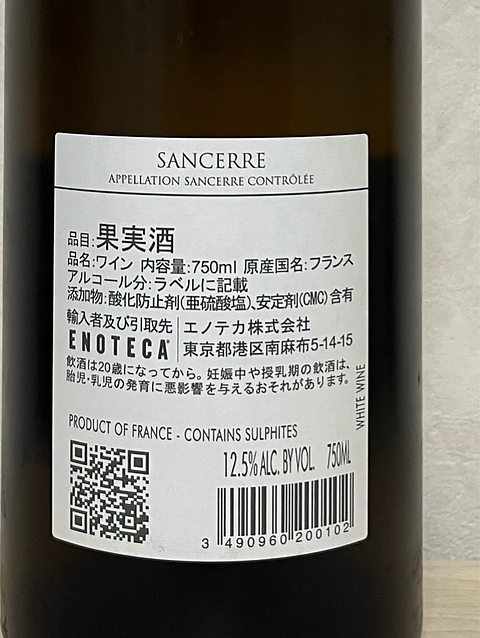 SANCERRE
APPELLATION SANCERRE CONTRÔLÉE
品目:果実酒
品名:ワイン 内容量:750ml 原産国名:フランス
アルコール分:ラベルに記載
添加物:酸化防止剤(亜硫酸塩)、安定剤(CMC)含有
輸入者及び引取先 エノテカ株式会社
ENOTECA 東京都港区南麻布5-14-15
飲酒は20歳になってから。妊娠中や授乳期の飲酒は、
胎児・乳児の発育に悪影響を与えるおそれがあります。
WHITE WINE
PRODUCT OF FRANCE - CONTAINS SULPHITES
12.5% ALC. BY VOL. 750ML
3 490960 200102